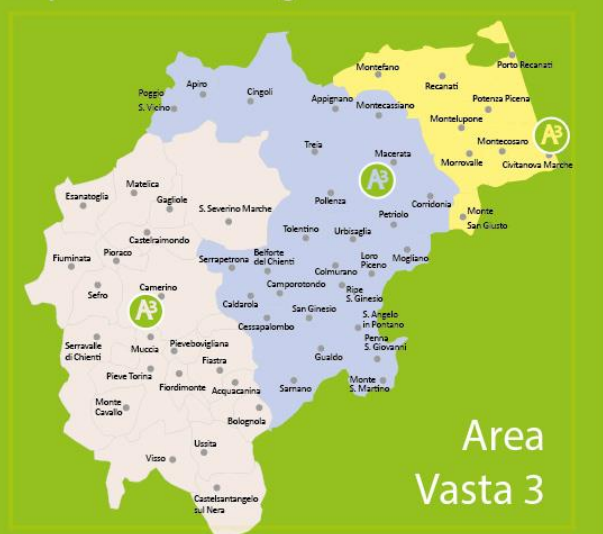 Montefano
Porto Recanati
Recanati
Apiro
Poggio
S. Vicino
Cingoli
Appignano
Montecassiano
Potenza Picena
Montelupone
A3
Treia
Macerata
Montecosaro
Morrovalle
Civitanova Marche
A3
Matelica
Esanatoglia
Gagliole
S. Severino Marche
Pollenza
Corridonia
Petriolo
Monte
San Giusto
Castelraimondo
Tolentino
Urbisaglia
Fiuminata
Pioraco
Serrapetrona
Belforte
del Chienti
Loro
Piceno
Mogliano
Colmurano
Sefro
Camerino
Camporotondo
Ripe
S. Ginesio
A3
Caldarola
San Ginesio
S. Angelo
in Pontano
Cessapalombo
Penna
S. Giovanni
Serravalle
di Chienti
Muccia
Pievebovigliana
Fiastra
Gualdo
Pieve Torina
Fiordimonte
Acquacanina
Sarnano
Monte
S. Martino
Monte
Cavallo
Bolognola
Ussita
Visso
Castelsantangelo
sul Nera
Area
Vasta 3